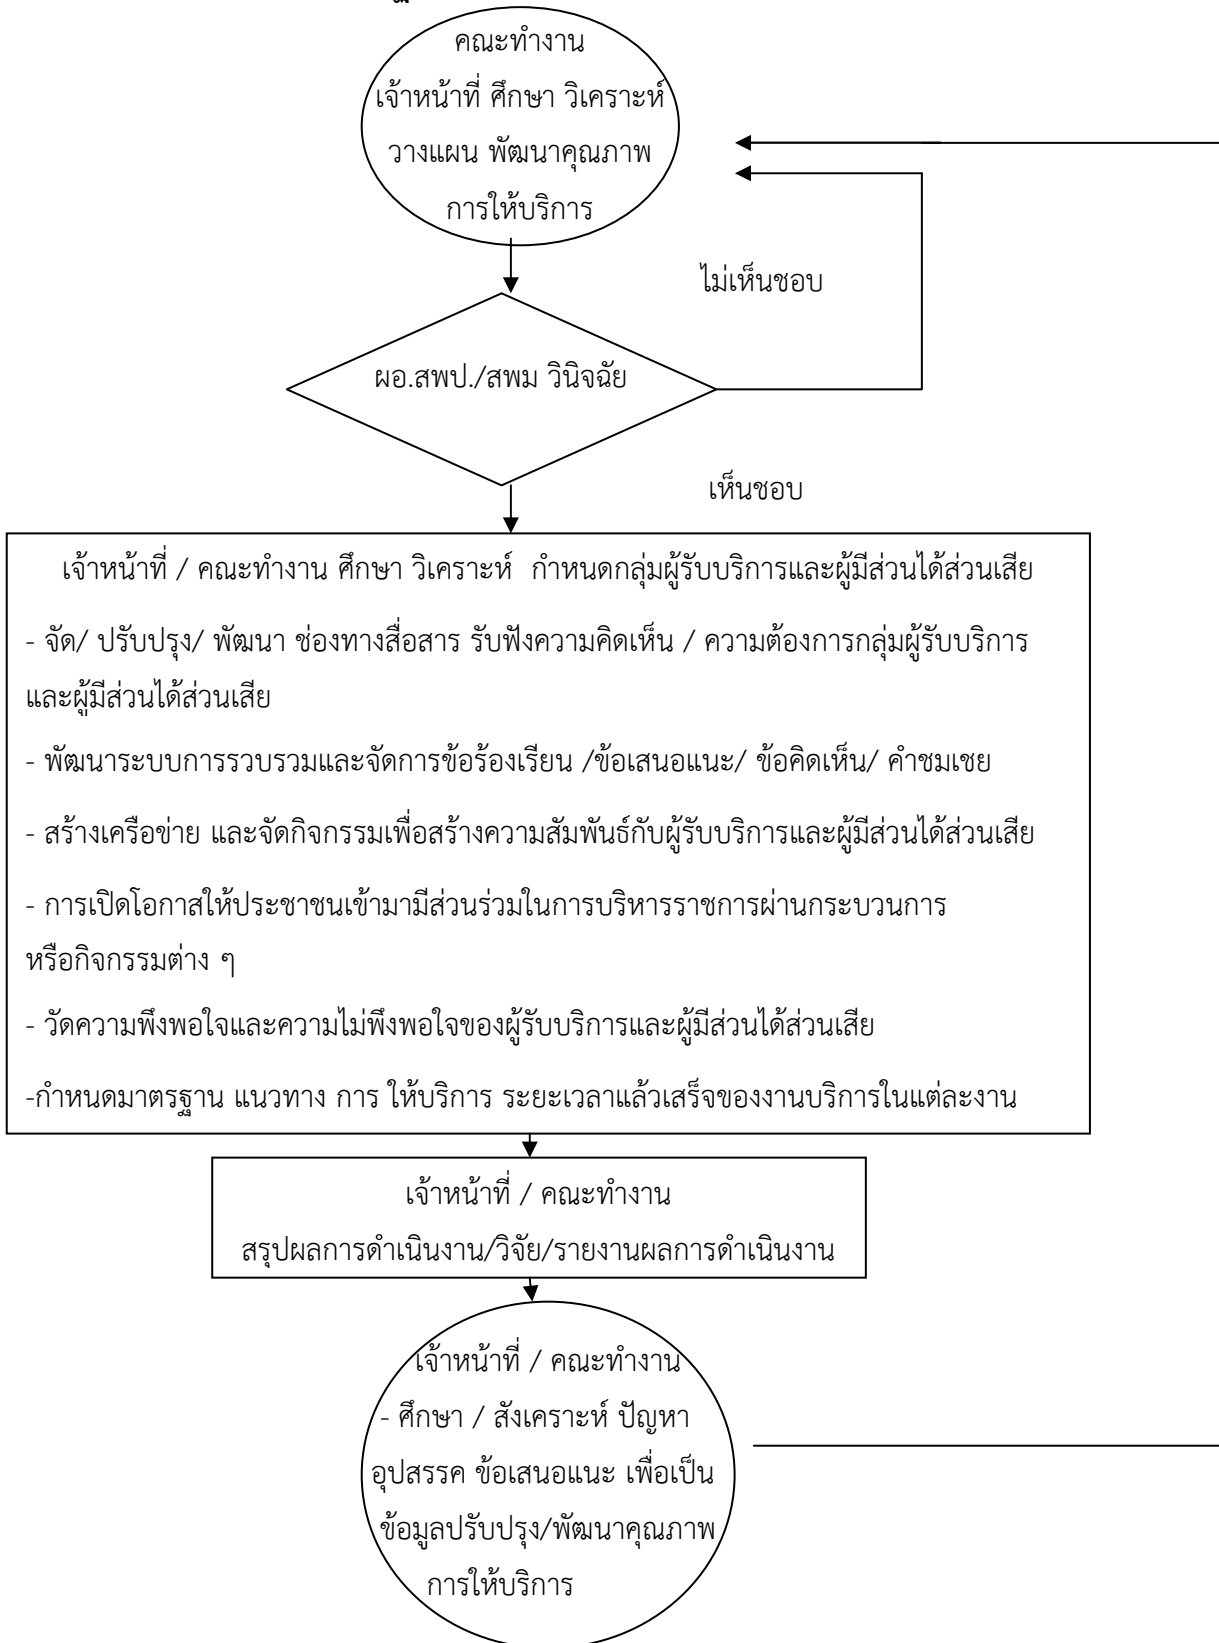 คณะทำงาน
เจ้าหน้าที่ ศึกษา วิเคราะห์
วางแผน พัฒนาคุณภาพ
การให้บริการ
ไม่เห็นชอบ
ผอ.สพป./สพม วินิจฉัย
เห็นชอบ
เจ้าหน้าที่ / คณะทำงาน ศึกษา วิเคราะห์ กำหนดกลุ่มผู้รับบริการและผู้มีส่วนได้ส่วนเสีย
- จัด/ ปรับปรุง/ พัฒนา ช่องทางสื่อสาร รับฟังความคิดเห็น / ความต้องการกลุ่มผู้รับบริการ
และผู้มีส่วนได้ส่วนเสีย
- พัฒนาระบบการรวบรวมและจัดการข้อร้องเรียน /ข้อเสนอแนะ/ ข้อคิดเห็น/ คำชมเชย
- สร้างเครือข่าย และจัดกิจกรรมเพื่อสร้างความสัมพันธ์กับผู้รับบริการและผู้มีส่วนได้ส่วนเสีย
- การเปิดโอกาสให้ประชาชนเข้ามามีส่วนร่วมในการบริหารราชการผ่านกระบวนการ
หรือกิจกรรมต่าง ๆ
- วัดความพึงพอใจและความไม่พึงพอใจของผู้รับบริการและผู้มีส่วนได้ส่วนเสีย
-กำหนดมาตรฐาน แนวทาง การ ให้บริการ ระยะเวลาแล้วเสร็จของงานบริการในแต่ละงาน
เจ้าหน้าที่ / คณะทำงาน
สรุปผลการดำเนินงาน/วิจัย/รายงานผลการดำเนินงาน
เจ้าหน้าที่ / คณะทำงาน
- ศึกษา / สังเคราะห์ ปัญหา
อุปสรรค ข้อเสนอแนะ เพื่อเป็น
ข้อมูลปรับปรุง/พัฒนาคุณภาพ
การให้บริการ